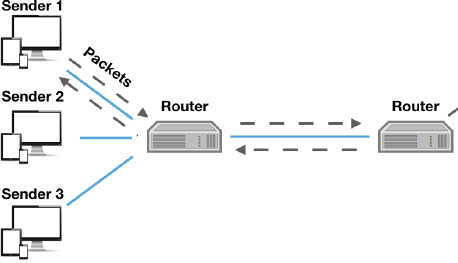 Sender 1
Packets
Sender 2
Router
Router
Sender 3